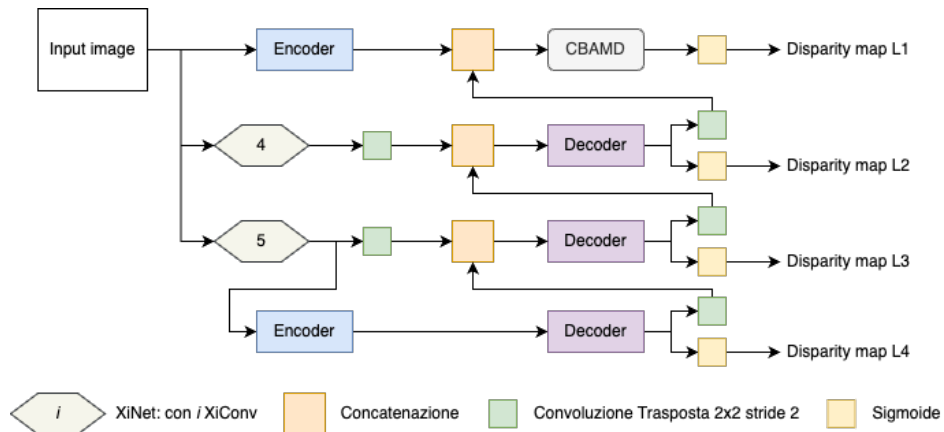 Input image
Encoder
CBAMD
Disparity map L1
4
Decoder
Disparity map L2
5
Decoder
Disparity map L3
Encoder
Decoder
Disparity map L4
i
XiNet: con i XiConv
Concatenazione
Convoluzione Trasposta 2x2 stride 2
Sigmoide